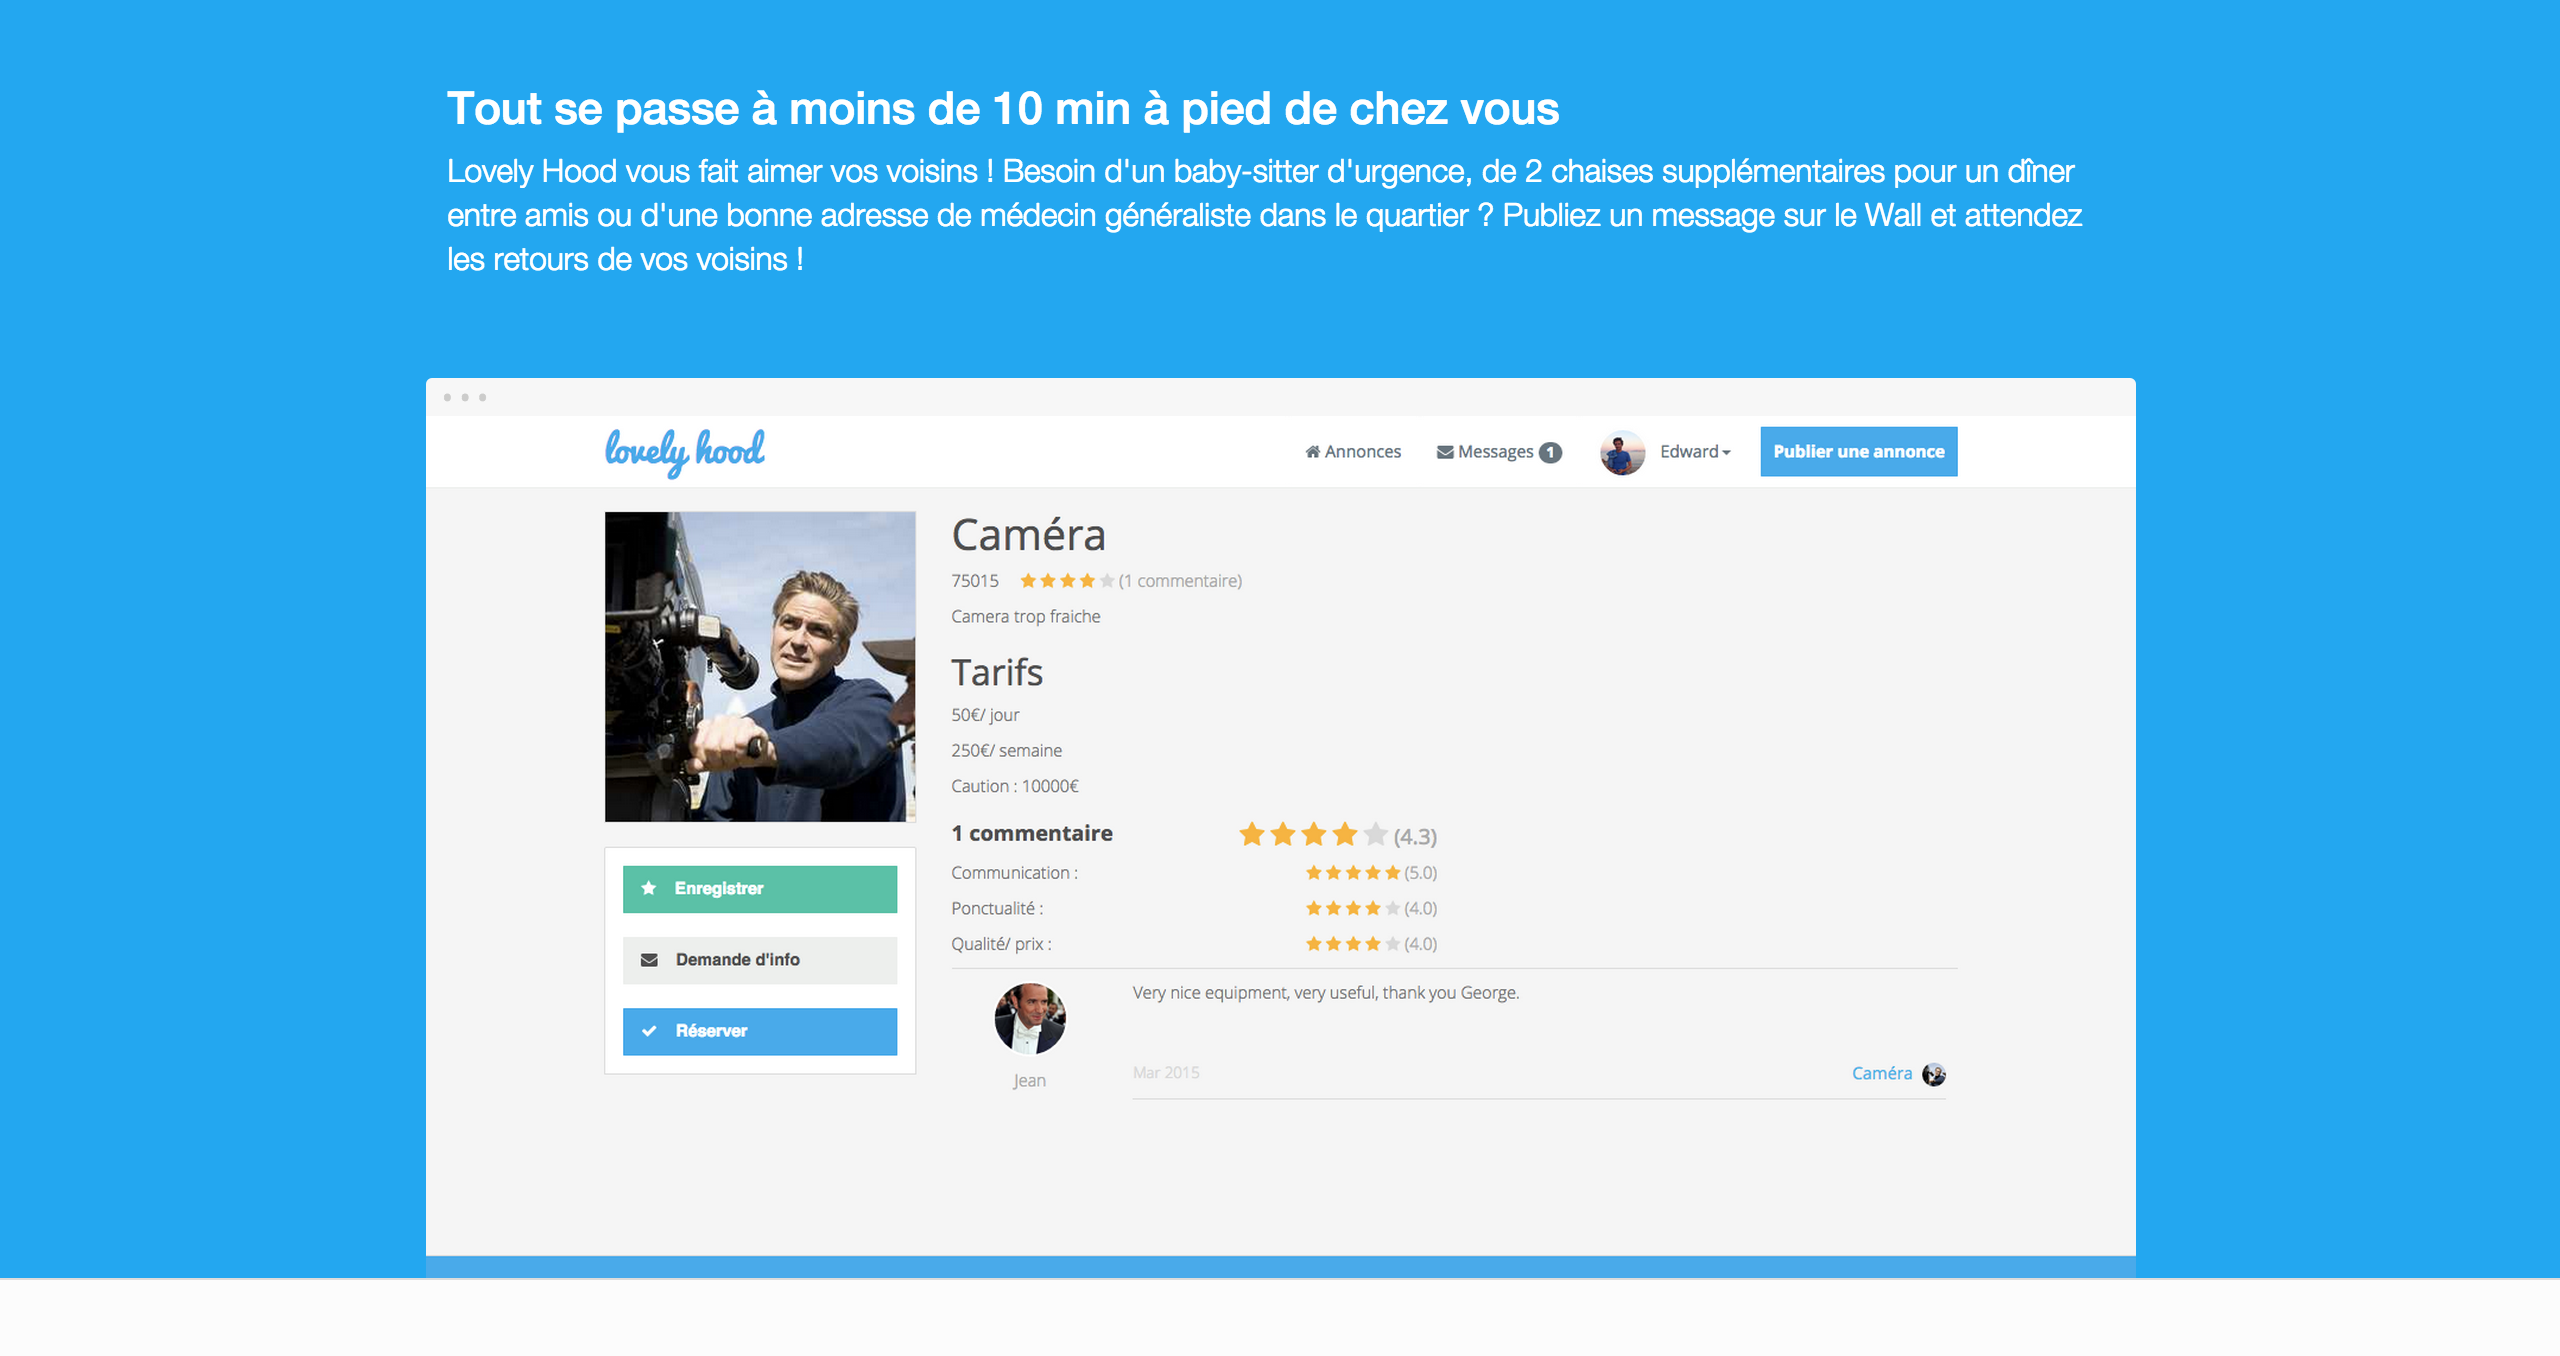 Tout se passe à moins de 10 min à pied de chez vous
Lovely Hood vous fait aimer vos voisins ! Besoin d'un baby-sitter d'urgence, de 2 chaises supplémentaires pour un dîner
entre amis ou d'une bonne adresse de médecin généraliste dans le quartier ? Publiez un message sur le Wall et attendez
les retours de vos voisins !
lovely hood
Annonces
Messages 1
Edward
Publier une annonce
Caméra
75015 (1 commentaire)
Camera trop fraiche
Tarifs
50€/ jour
250€/ semaine
Caution : 10000€
1 commentaire (4.3)
Communication : (5.0)
Ponctualité : (4.0)
Qualité/ prix : (4.0)
Enregistrer
Demande d'info
Réserver
Very nice equipment, very useful, thank you George.
Jean
Mar 2015
Caméra